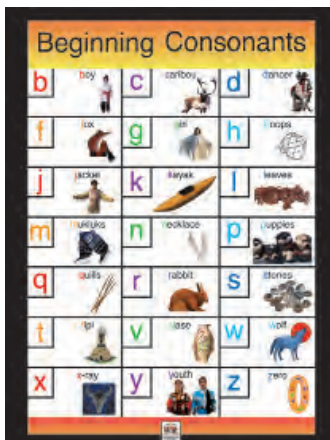 Beginning Consonants
b boy c caribou d dancer
f fox g girl h hoops
j jacket k kayak l leaves
m mukluks n necklace p puppies
q quills r rabbit s stones
t tipi v vase w wolf
x x-ray y youth z zero